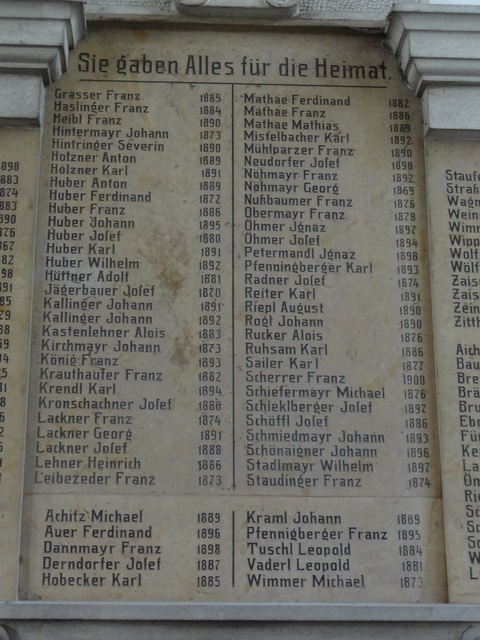 Sie gaben Alles für die Heimat.
Grasser Franz 1885
Haslinger Franz 1884
Heibl Franz 1890
Hintermayr Johann 1873
Hintringer Severin 1890
Holzner Anton 1889
Holzner Karl 1891
Huber Anton 1889
Huber Ferdinand 1872
Huber Franz 1886
Huber Johann 1895
Huber Josef 1880
Huber Karl 1891
Huber Wilhelm 1892
Hüttner Adolf 1881
Jägerbauer Josef 1870
Kallinger Johann 1891
Kallinger Johann 1892
Kastenlehner Alois 1883
Kirchmayr Johann 1873
König Franz 1893
Krauthaufer Franz 1882
Krendl Karl 1894
Kronschachner Josef 1886
Lackner Franz 1874
Lackner Georg 1891
Lackner Josef 1888
Lehner Heinrich 1886
Leibezeder Franz 1873
Mathae Ferdinand 1882
Mathae Franz 1886
Mathae Mathias 1889
Mistelbacher Karl 1892
Mühlparzer Franz 1890
Neudorfer Josef 1898
Nöhmayr Franz 1892
Nöhmayr Georg 1869
Nußbaumer Franz 1876
Obermayr Franz 1878
Öhmer Jgnaz 1897
Öhmer Josef 1894
Petermandl Jgnaz 1898
Pfenningberger Karl 1893
Radner Josef 1874
Reiter Karl 1891
Riepl August 1890
Rogl Johann 1890
Rucker Alois 1876
Ruhsam Karl 1886
Sailer Karl 1877
Scherrer Franz 1900
Schiefermayr Michael 1876
Schieklberger Josef 1892
Schöffl Josef 1886
Schmiedmayr Johann 1893
Schönaigner Johann 1896
Stadlmayr Wilhelm 1897
Staudinger Franz 1874
Achitz Michael 1889
Auer Ferdinand 1896
Dannmayr Franz 1898
Derndorfer Josef 1887
Hobecker Karl 1885
Kraml Johann 1889
Pfennigberger Franz 1895
Tuschl Leopold 1884
Vaderl Leopold 1881
Wimmer Michael 1873